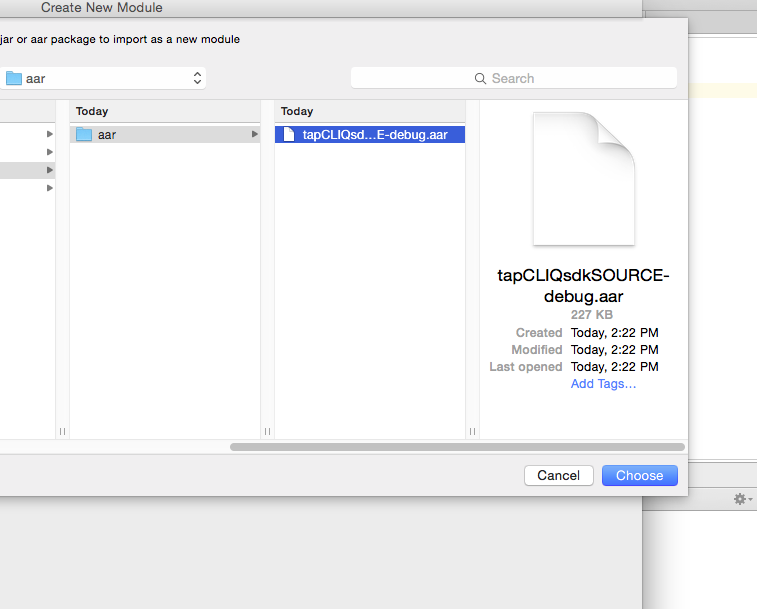 Create New Module
jar or aar package to import as a new module
aar
Search
Today
Today
aar
tapCLIQsd...E-debug.aar
tapCLIQsdkSOURCE-
debug.aar
227 KB
Created Today, 2:22 PM
Modified Today, 2:22 PM
Last opened Today, 2:22 PM
Add Tags...
Cancel
Choose